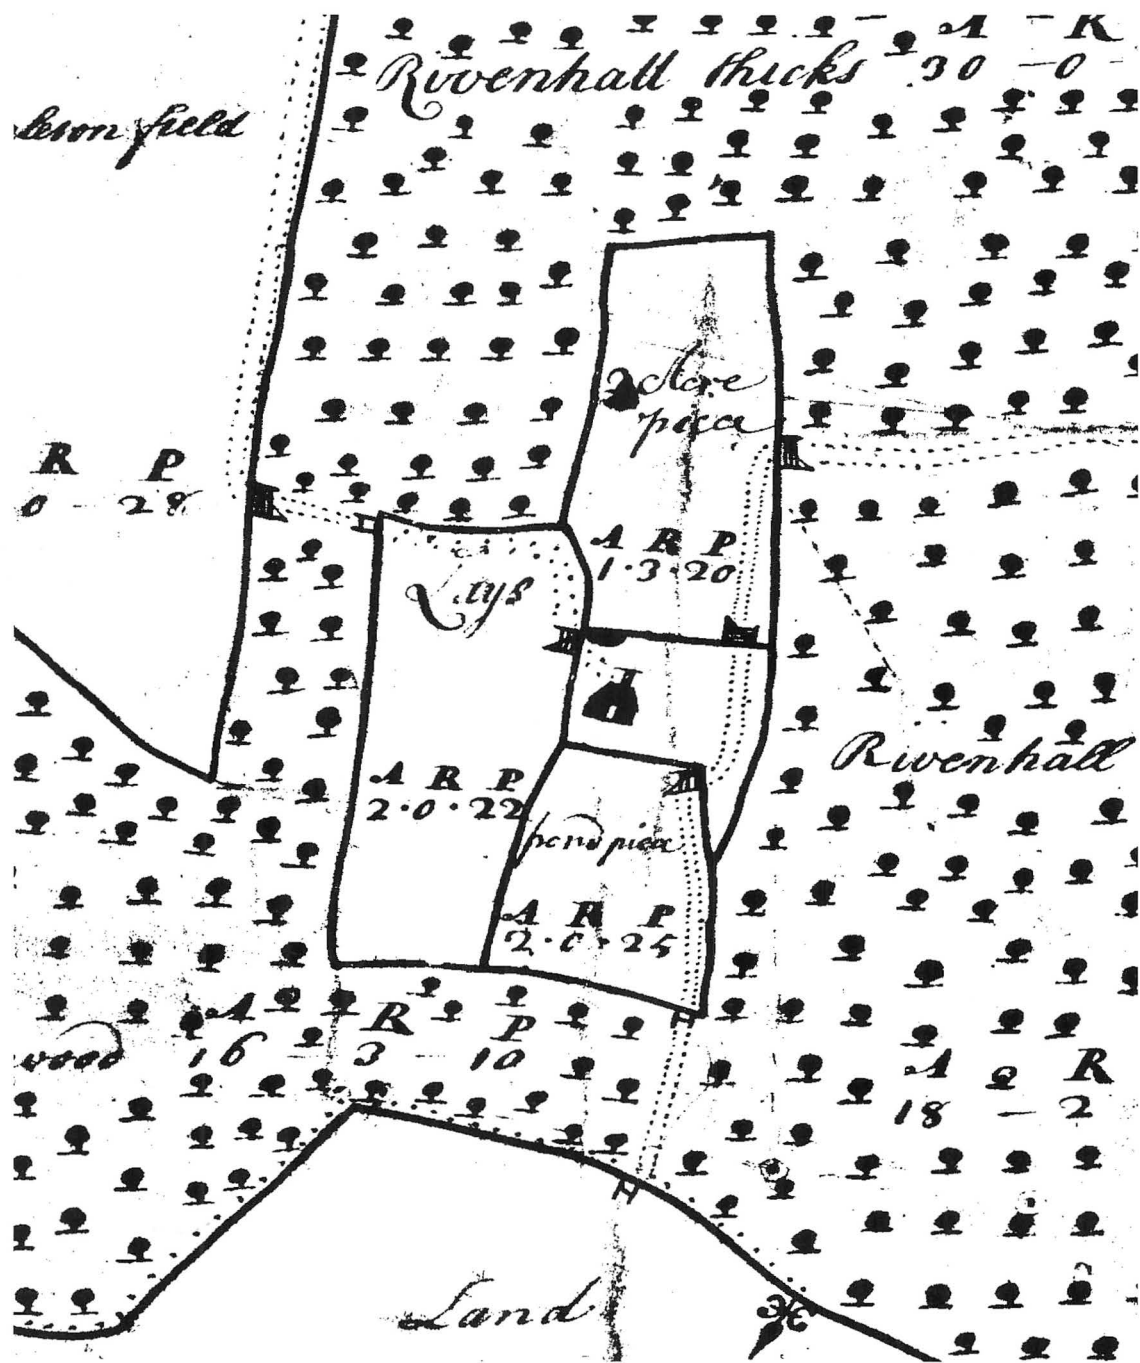 A – R
Rivenhall thicks 30 – 0 –
field
2 Acre
piece
R P
0 – 28
A R P
1 · 3 · 20
Lays
Rivenhall
A R P
2 · 0 · 22
pond piece
A R P
2 · 0 · 25
A R P
wood 16 – 3 – 10
A R
18 – 2
Land